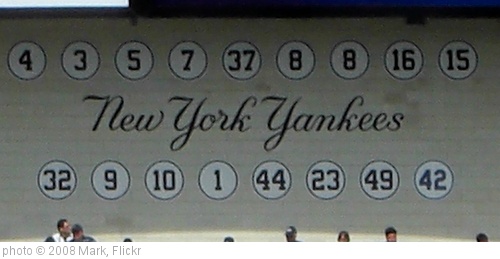 4 3 5 7 37 8 8 16 15
New York Yankees
32 9 10 1 44 23 49 42
photo © 2008 Mark, Flickr